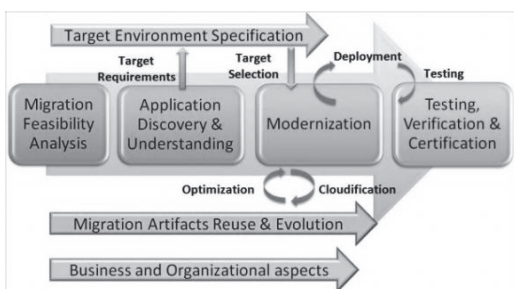 Target Environment Specification
Target
Requirements
Target
Selection
Deployment
Testing
Migration
Feasibility
Analysis
Application
Discovery &
Understanding
Modernization
Testing,
Verification &
Certification
Optimization
Cloudification
Migration Artifacts Reuse & Evolution
Business and Organizational aspects